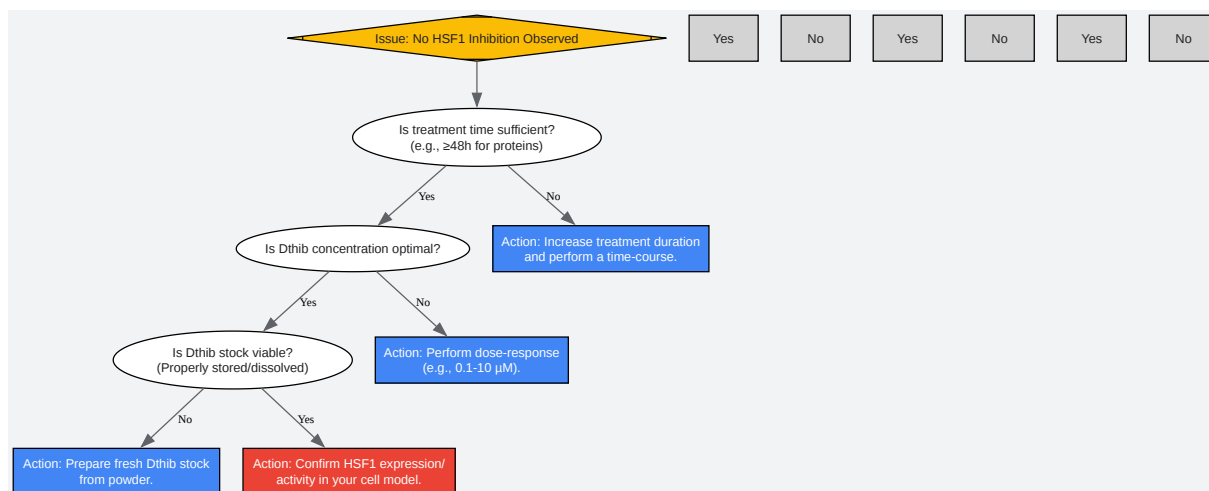 Issue: No HSF1 Inhibition Observed
Yes
No
Yes
No
Yes
No
Is treatment time sufficient?
(e.g., ≥48h for proteins)
Yes
No
Is Dthib concentration optimal?
Action: Increase treatment duration
and perform a time-course.
Yes
No
Is Dthib stock viable?
(Properly stored/dissolved)
Action: Perform dose-response
(e.g., 0.1-10 µM).
No
Yes
Action: Prepare fresh Dthib stock
from powder.
Action: Confirm HSF1 expression/
activity in your cell model.